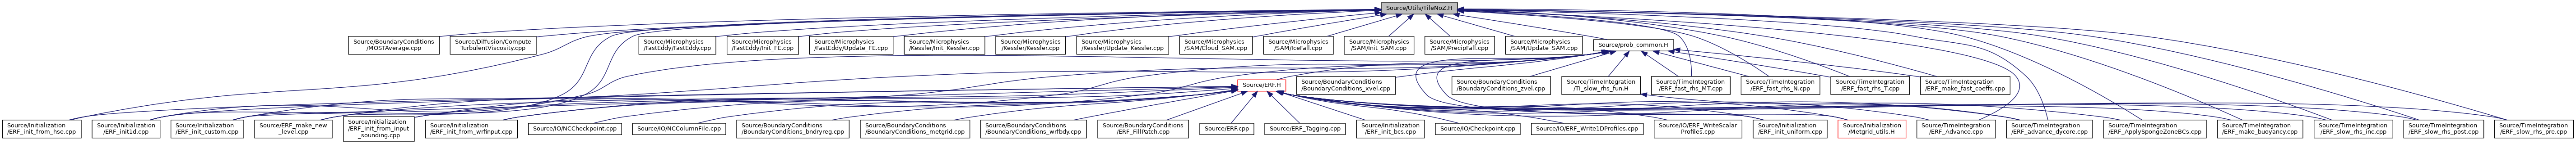 Source/Utils/TileNoZ.H
Source/BoundaryConditions
/MOSTAverage.cpp
Source/Diffusion/Compute
TurbulentViscosity.cpp
Source/Microphysics
/FastEddy/FastEddy.cpp
Source/Microphysics
/FastEddy/Init_FE.cpp
Source/Microphysics
/FastEddy/Update_FE.cpp
Source/Microphysics
/Kessler/Init_Kessler.cpp
Source/Microphysics
/Kessler/Kessler.cpp
Source/Microphysics
/Kessler/Update_Kessler.cpp
Source/Microphysics
/SAM/Cloud_SAM.cpp
Source/Microphysics
/SAM/IceFall.cpp
Source/Microphysics
/SAM/Init_SAM.cpp
Source/Microphysics
/SAM/PrecipFall.cpp
Source/Microphysics
/SAM/Update_SAM.cpp
Source/prob_common.H
Source/ERF.H
Source/BoundaryConditions
/BoundaryConditions_xvel.cpp
Source/BoundaryConditions
/BoundaryConditions_zvel.cpp
Source/TimeIntegration
/TI_slow_rhs_fun.H
Source/TimeIntegration
/ERF_fast_rhs_MT.cpp
Source/TimeIntegration
/ERF_fast_rhs_N.cpp
Source/TimeIntegration
/ERF_fast_rhs_T.cpp
Source/TimeIntegration
/ERF_make_fast_coeffs.cpp
Source/Initialization
/ERF_init_from_hse.cpp
Source/Initialization
/ERF_init1d.cpp
Source/Initialization
/ERF_init_custom.cpp
Source/ERF_make_new
_level.cpp
Source/Initialization
/ERF_init_from_input
_sounding.cpp
Source/Initialization
/ERF_init_from_wrfinput.cpp
Source/IO/NCCheckpoint.cpp
Source/IO/NCColumnFile.cpp
Source/BoundaryConditions
/BoundaryConditions_bndryreg.cpp
Source/BoundaryConditions
/BoundaryConditions_metgrid.cpp
Source/BoundaryConditions
/BoundaryConditions_wrfbdy.cpp
Source/BoundaryConditions
/ERF_FillPatch.cpp
Source/ERF.cpp
Source/ERF_Tagging.cpp
Source/Initialization
/ERF_init_bcs.cpp
Source/IO/Checkpoint.cpp
Source/IO/ERF_Write1DProfiles.cpp
Source/IO/ERF_WriteScalar
Profiles.cpp
Source/Initialization
/ERF_init_uniform.cpp
Source/Initialization
/Metgrid_utils.H
Source/TimeIntegration
/ERF_Advance.cpp
Source/TimeIntegration
/ERF_advance_dycore.cpp
Source/TimeIntegration
/ERF_ApplySpongeZoneBCs.cpp
Source/TimeIntegration
/ERF_make_buoyancy.cpp
Source/TimeIntegration
/ERF_slow_rhs_inc.cpp
Source/TimeIntegration
/ERF_slow_rhs_post.cpp
Source/TimeIntegration
/ERF_slow_rhs_pre.cpp